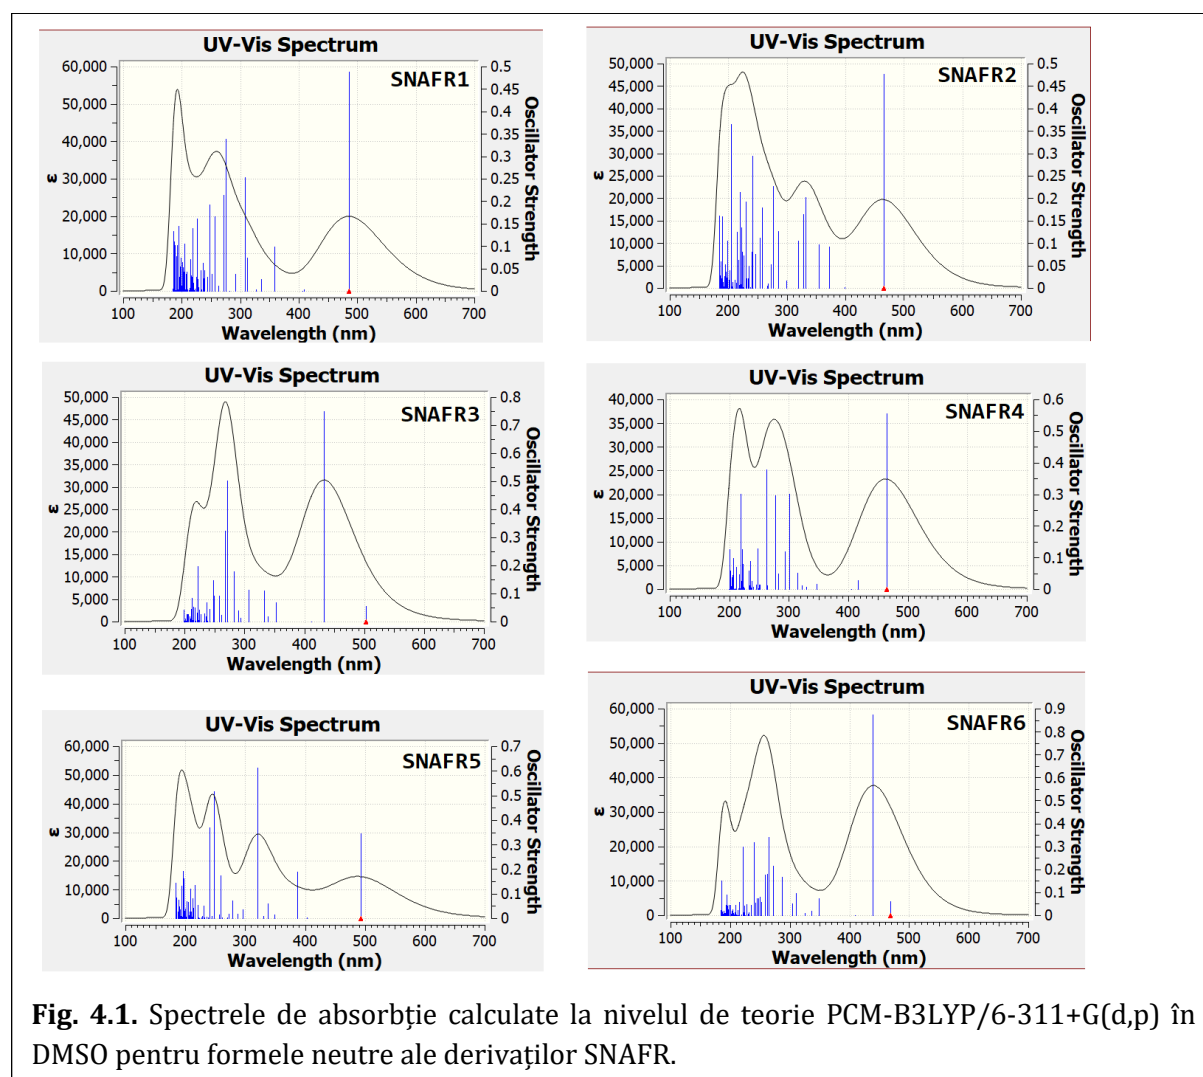 UV-Vis Spectrum
SNAFR1
60,000
50,000
40,000
30,000
20,000
10,000
0
ε
0.5
0.45
0.4
0.35
0.3
0.25
0.2
0.15
0.1
0.05
0
Oscillator Strength
100 200 300 400 500 600 700
Wavelength (nm)
UV-Vis Spectrum
SNAFR2
50,000
45,000
40,000
35,000
30,000
25,000
20,000
15,000
10,000
5,000
0
ε
0.5
0.45
0.4
0.35
0.3
0.25
0.2
0.15
0.1
0.05
0
Oscillator Strength
100 200 300 400 500 600 700
Wavelength (nm)
UV-Vis Spectrum
SNAFR3
50,000
45,000
40,000
35,000
30,000
25,000
20,000
15,000
10,000
5,000
0
ε
0.8
0.7
0.6
0.5
0.4
0.3
0.2
0.1
0
Oscillator Strength
100 200 300 400 500 600 700
Wavelength (nm)
UV-Vis Spectrum
SNAFR4
40,000
35,000
30,000
25,000
20,000
15,000
10,000
5,000
0
ε
0.6
0.5
0.4
0.3
0.2
0.1
0
Oscillator Strength
100 200 300 400 500 600 700
Wavelength (nm)
UV-Vis Spectrum
SNAFR5
60,000
50,000
40,000
30,000
20,000
10,000
0
ε
0.7
0.6
0.5
0.4
0.3
0.2
0.1
0
Oscillator Strength
100 200 300 400 500 600 700
Wavelength (nm)
UV-Vis Spectrum
SNAFR6
60,000
50,000
40,000
30,000
20,000
10,000
0
ε
0.9
0.8
0.7
0.6
0.5
0.4
0.3
0.2
0.1
0
Oscillator Strength
100 200 300 400 500 600 700
Wavelength (nm)
Fig. 4.1. Spectrele de absorbție calculate la nivelul de teorie PCM-B3LYP/6-311+G(d,p) în
DMSO pentru formele neutre ale derivaților SNAFR.